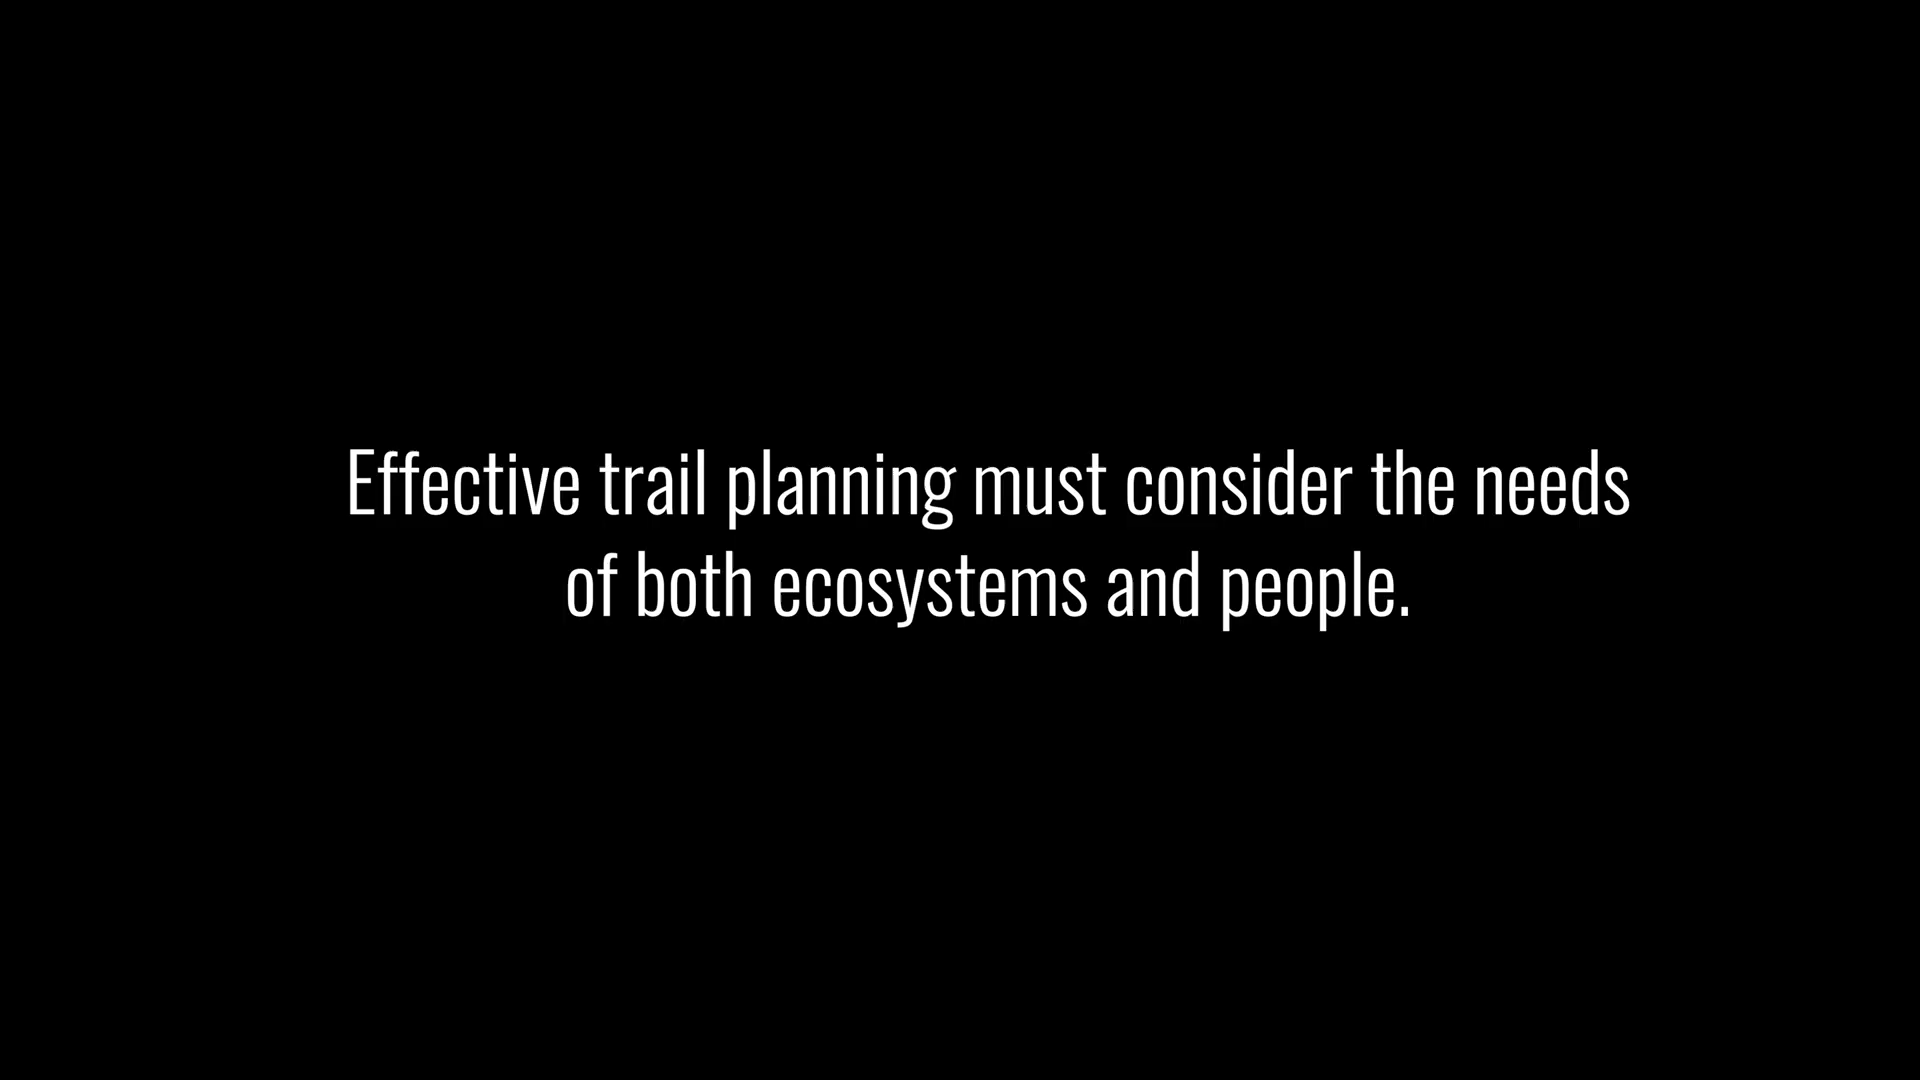 Effective trail planning must consider the needs
of both ecosystems and people.